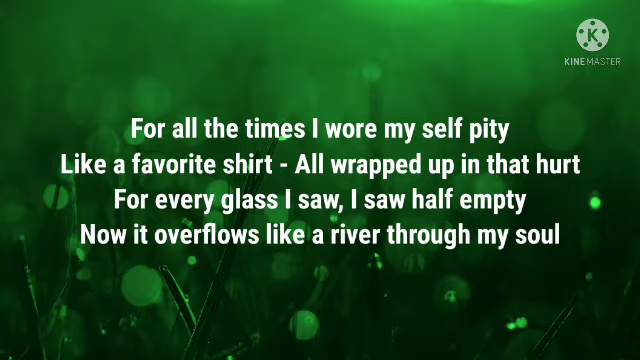 KINEMASTER
For all the times I wore my self pity
Like a favorite shirt - All wrapped up in that hurt
For every glass I saw, I saw half empty
Now it overflows like a river through my soul